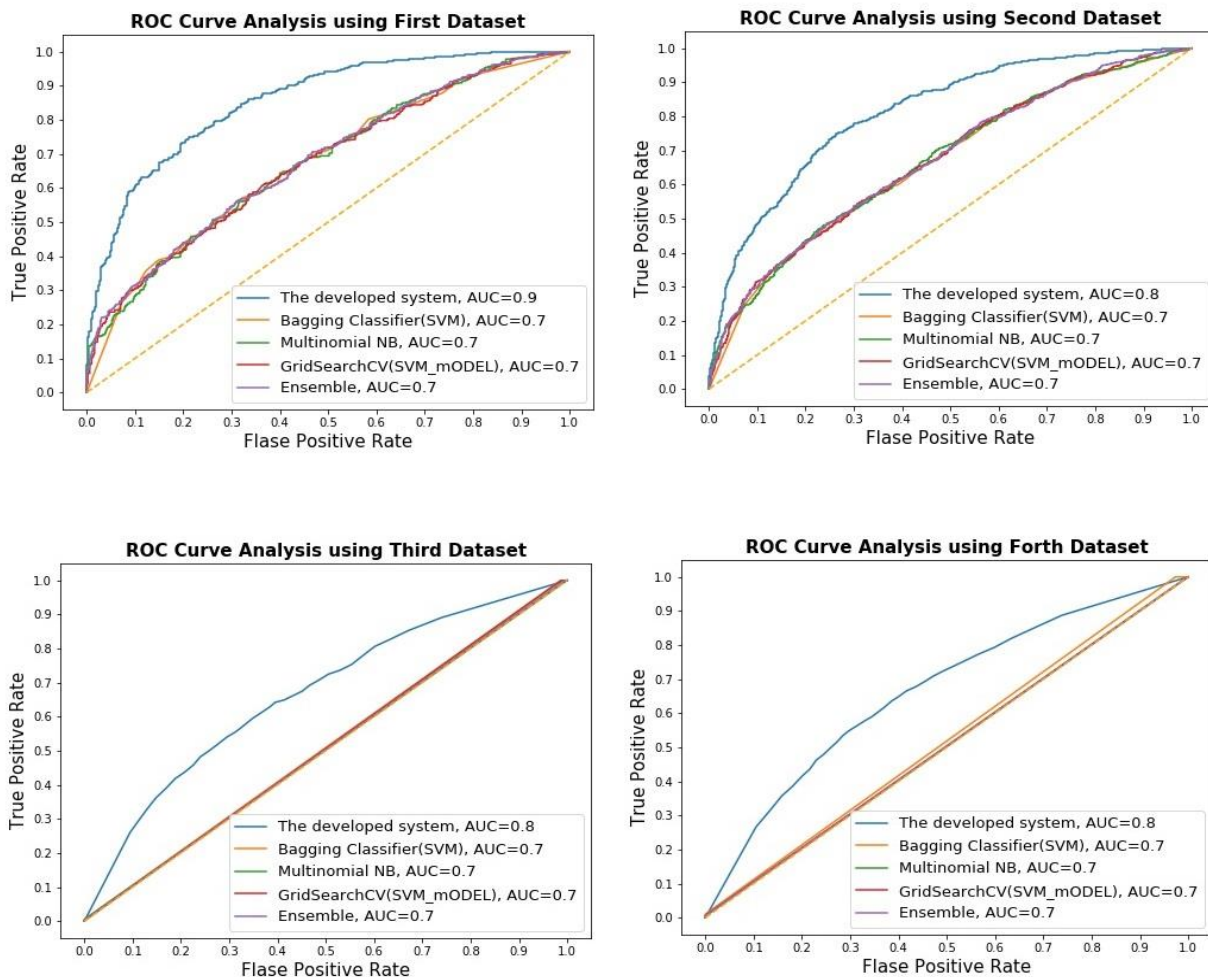 ROC Curve Analysis using First Dataset
True Positive Rate
1.0
0.9
0.8
0.7
0.6
0.5
0.4
0.3
0.2
0.1
0.0
The developed system, AUC=0.9
Bagging Classifier(SVM), AUC=0.7
Multinomial NB, AUC=0.7
GridSearchCV(SVM_mODEL), AUC=0.7
Ensemble, AUC=0.7
0.0 0.1 0.2 0.3 0.4 0.5 0.6 0.7 0.8 0.9 1.0
Flase Positive Rate
ROC Curve Analysis using Second Dataset
True Positive Rate
1.0
0.9
0.8
0.7
0.6
0.5
0.4
0.3
0.2
0.1
0.0
The developed system, AUC=0.8
Bagging Classifier(SVM), AUC=0.7
Multinomial NB, AUC=0.7
GridSearchCV(SVM_mODEL), AUC=0.7
Ensemble, AUC=0.7
0.0 0.1 0.2 0.3 0.4 0.5 0.6 0.7 0.8 0.9 1.0
Flase Positive Rate
ROC Curve Analysis using Third Dataset
True Positive Rate
1.0
0.9
0.8
0.7
0.6
0.5
0.4
0.3
0.2
0.1
0.0
The developed system, AUC=0.8
Bagging Classifier(SVM), AUC=0.7
Multinomial NB, AUC=0.7
GridSearchCV(SVM_mODEL), AUC=0.7
Ensemble, AUC=0.7
0.0 0.1 0.2 0.3 0.4 0.5 0.6 0.7 0.8 0.9 1.0
Flase Positive Rate
ROC Curve Analysis using Forth Dataset
True Positive Rate
1.0
0.9
0.8
0.7
0.6
0.5
0.4
0.3
0.2
0.1
0.0
The developed system, AUC=0.8
Bagging Classifier(SVM), AUC=0.7
Multinomial NB, AUC=0.7
GridSearchCV(SVM_mODEL), AUC=0.7
Ensemble, AUC=0.7
0.0 0.1 0.2 0.3 0.4 0.5 0.6 0.7 0.8 0.9 1.0
Flase Positive Rate